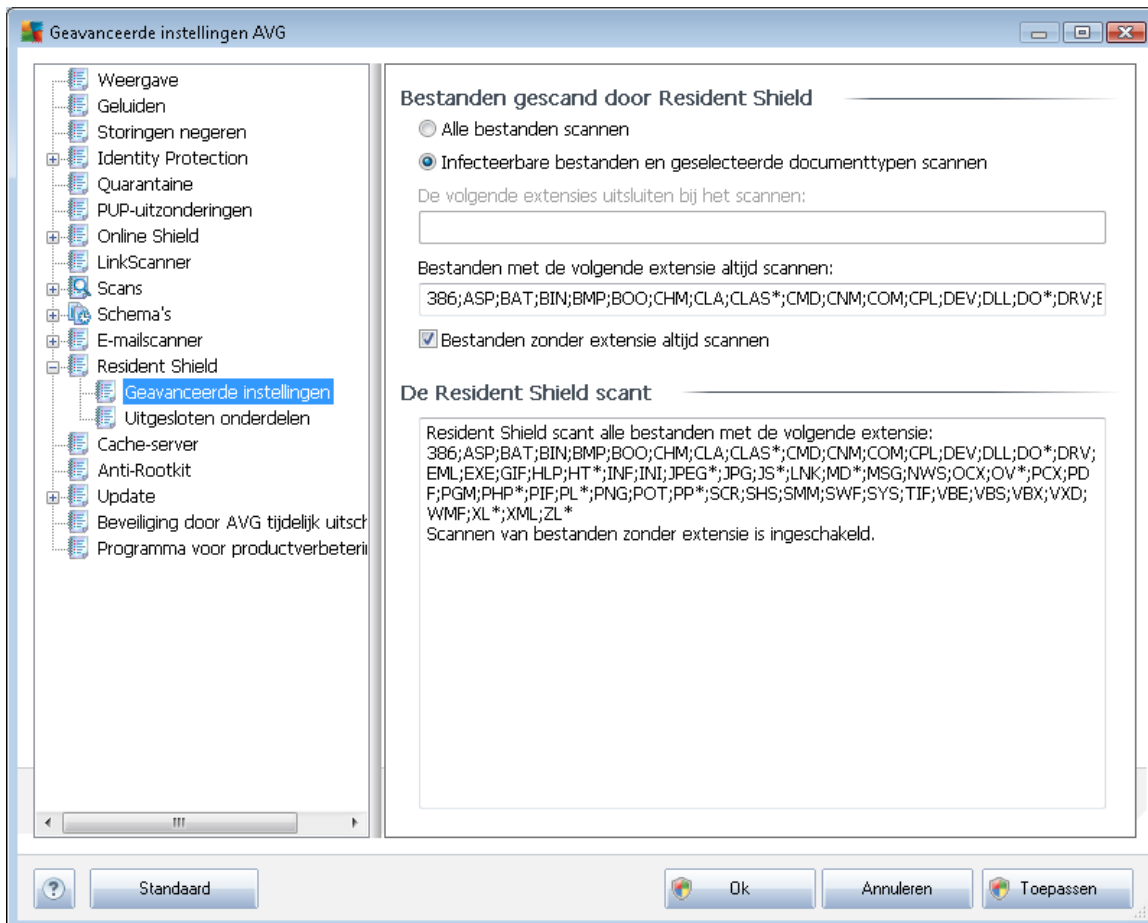 Geavanceerde instellingen AVG
Weergave
Geluiden
Storingen negeren
Identity Protection
Quarantaine
PUP-uitzonderingen
Online Shield
LinkScanner
Scans
Schema's
E-mailscanner
Resident Shield
Geavanceerde instellingen
Uitgesloten onderdelen
Cache-server
Anti-Rootkit
Update
Beveiliging door AVG tijdelijk uitsch
Programma voor productverbeterin
Bestanden gescand door Resident Shield
Alle bestanden scannen
Infecteerbare bestanden en geselecteerde documenttypen scannen
De volgende extensies uitsluiten bij het scannen:
Bestanden met de volgende extensie altijd scannen:
386;ASP;BAT;BIN;BMP;BOO;CHM;CLA;CLAS*;CMD;CNM;COM;CPL;DEV;DLL;DO*;DRV;E
Bestanden zonder extensie altijd scannen
De Resident Shield scant
Resident Shield scant alle bestanden met de volgende extensie:
386;ASP;BAT;BIN;BMP;BOO;CHM;CLA;CLAS*;CMD;CNM;COM;CPL;DEV;DLL;DO*;DRV;
EML;EXE;GIF;HLP;HT*;INF;INI;JPEG*;JPG;JS*;LNK;MD*;MSG;NWS;OCX;OV*;PCX;PD
F;PGM;PHP*;PIF;PL*;PNG;POT;PP*;SCR;SHS;SMM;SWF;SYS;TIF;VBE;VBS;VBX;VXD;
WMF;XL*;XML;ZL*
Scannen van bestanden zonder extensie is ingeschakeld.
?
Standaard
Ok
Annuleren
Toepassen